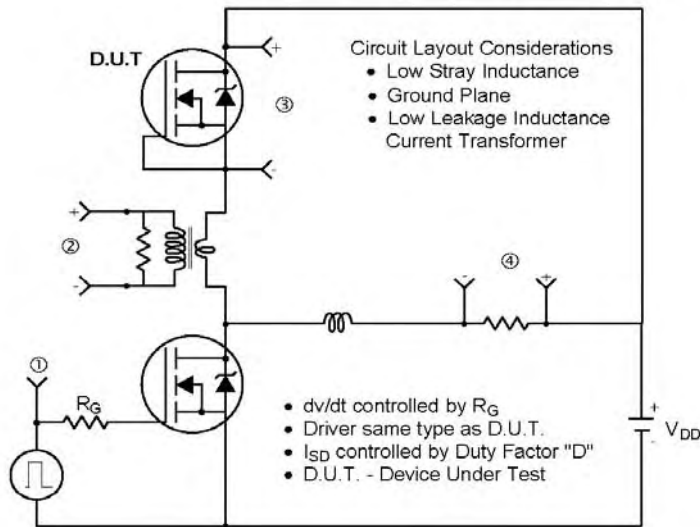 D.U.T
+
③
-
Circuit Layout Considerations
• Low Stray Inductance
• Ground Plane
• Low Leakage Inductance
Current Transformer
+
②
-
④
-
+
①
RG
• dv/dt controlled by RG
• Driver same type as D.U.T.
• ISD controlled by Duty Factor "D"
• D.U.T. - Device Under Test
+
-
VDD